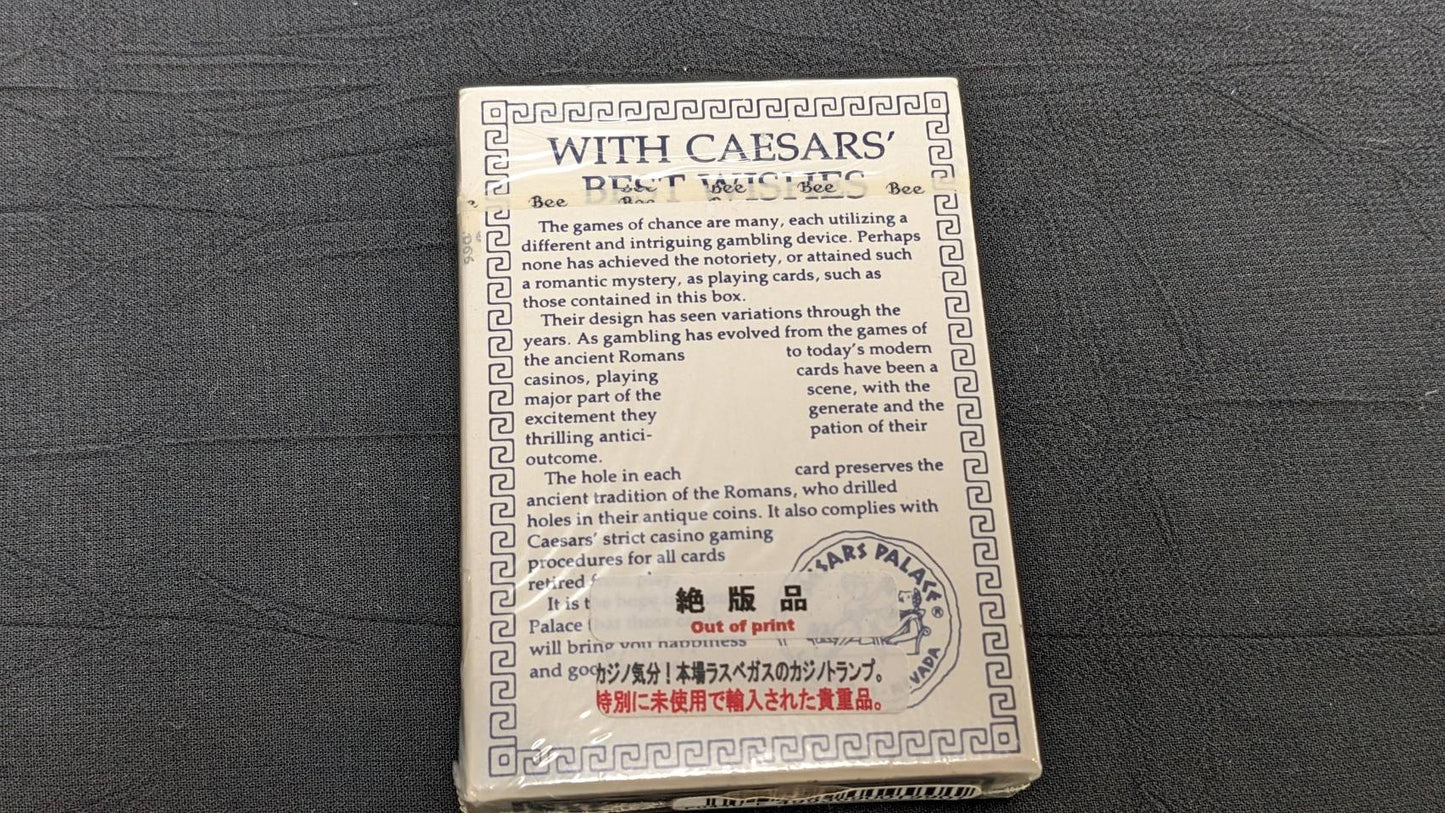 WITH CAESARS'
BEST WISHES
Bee Bee Bee Bee Bee
The games of chance are many, each utilizing a
different and intriguing gambling device. Perhaps
none has achieved the notoriety, or attained such
a romantic mystery, as playing cards, such as
those contained in this box.
Their design has seen variations through the
years. As gambling has evolved from the games of
the ancient Romans to today's modern
casinos, playing cards have been a
major part of the scene, with the
excitement they generate and the
thrilling antici- pation of their
outcome.
The hole in each card preserves the
ancient tradition of the Romans, who drilled
holes in their antique coins. It also complies with
Caesars' strict casino gaming
procedures for all cards
retired
It is
Palace
will bring you happiness
and
PALACE ®
絶版品
Out of print
カジノ気分！本場ラスベガスのカジノトランプ。
特別に未使用で輸入された貴重品。